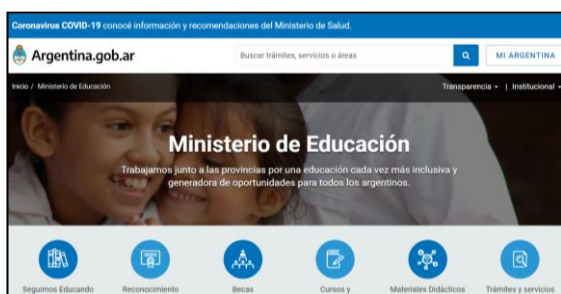 Coronavirus COVID-19 conocé información y recomendaciones del Ministerio de Salud.
Argentina.gob.ar
Buscar trámites, servicios o áreas
MI ARGENTINA
Inicio / Ministerio de Educación
Transparencia | Institucional
Ministerio de Educación
Trabajamos junto a las provincias por una educación cada vez más inclusiva y
generadora de oportunidades para todos los argentinos.
Seguimos Educando
Reconocimiento
Becas
Cursos y
Materiales Didácticos
Trámites y servicios